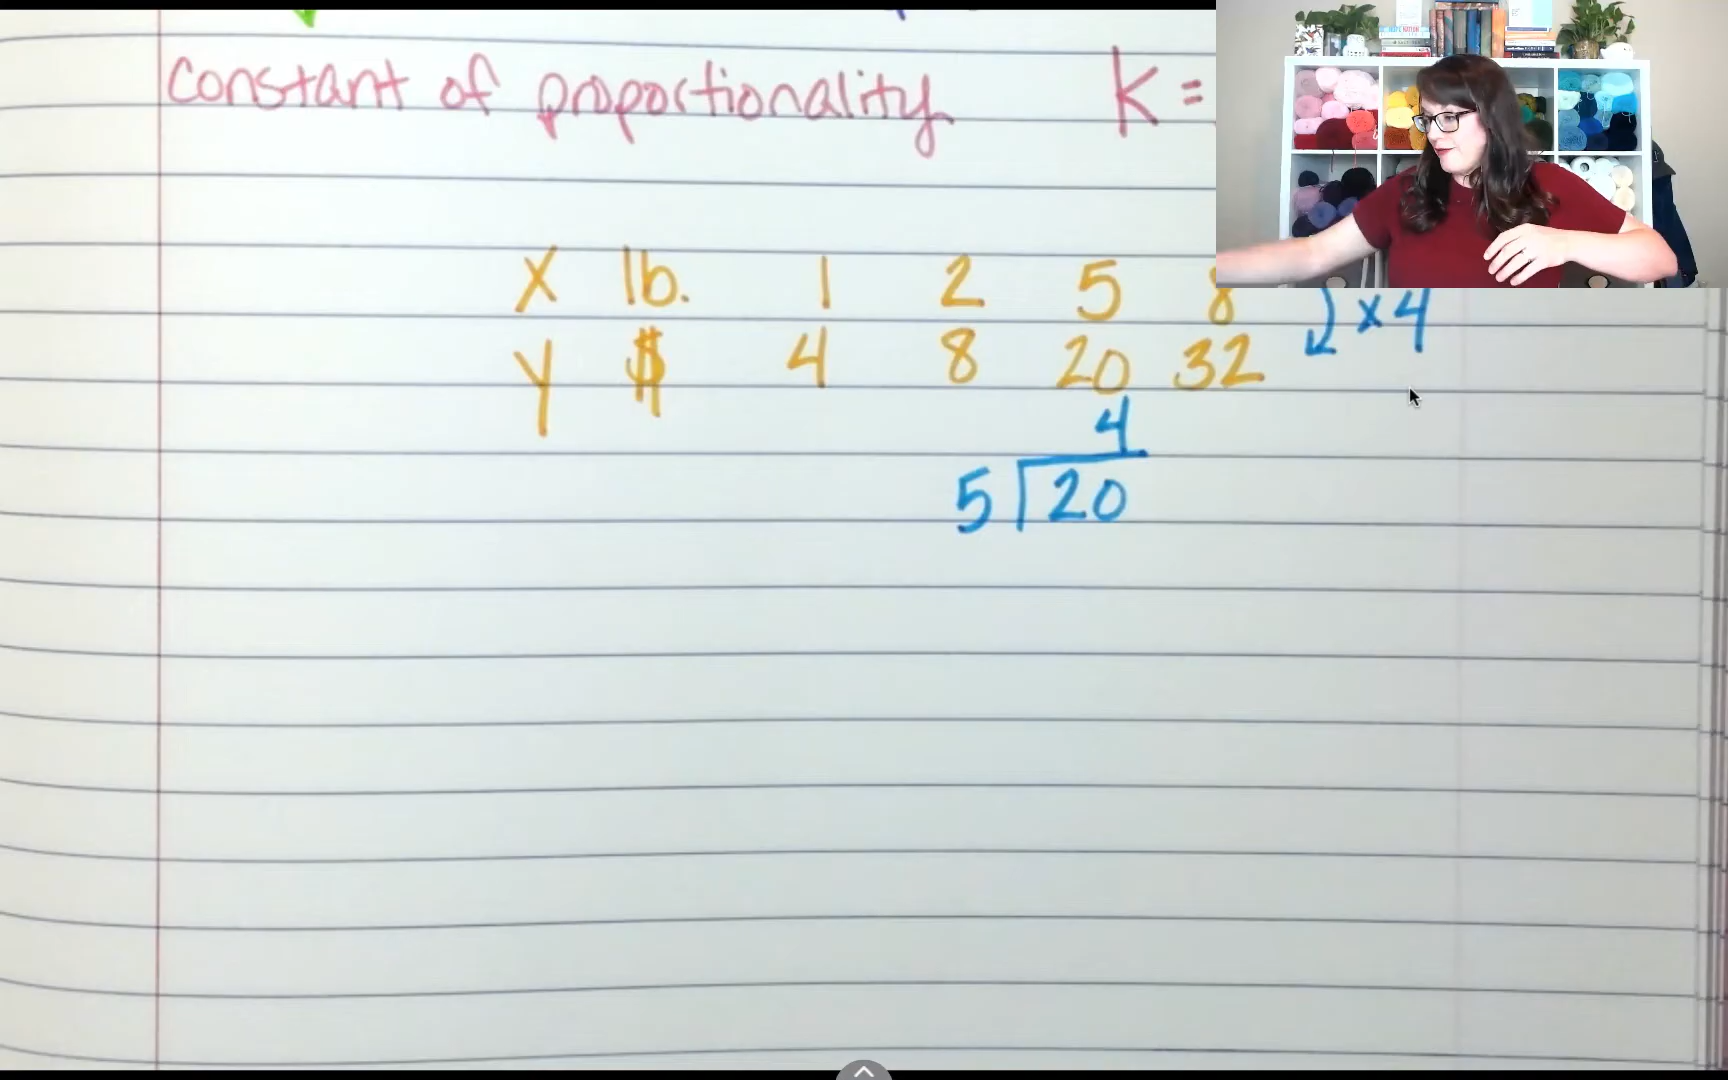 constant of proportionality K =
X lb. 1 2 5 8
y $ 4 8 20 32
x 4
4
5 20